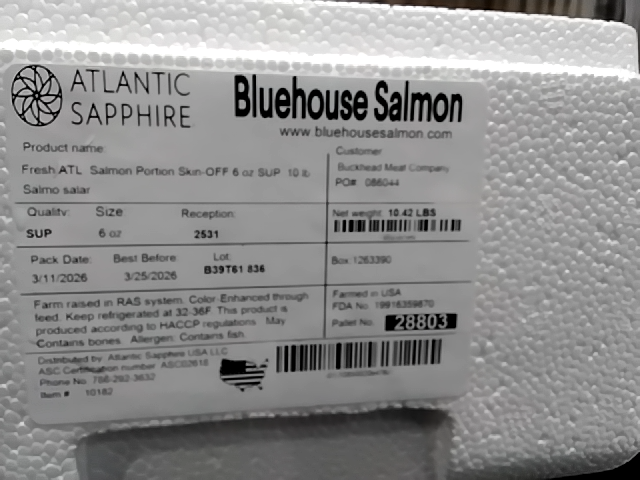 ATLANTIC
SAPPHIRE
Bluehouse Salmon
www.bluehousesalmon.com
Product name:
Fresh ATL Salmon Portion Skin-OFF 6 oz SUP 10 lb
Salmo salar
Customer
Buckhead Meat Company
PO# 086044
Quality: Size Reception:
SUP 6 oz 2531
Net weight: 10.42 LBS
Pack Date: Best Before: Lot:
3/11/2026 3/25/2026 B39T61 836
Box: 1263390
Farm raised in RAS system. Color Enhanced through
feed. Keep refrigerated at 32-36F. This product is
produced according to HACCP regulations. May
Contains bones. Allergen: Contains fish.
Farmed in USA
FDA No. 19916359870
Pallet No. 28803
Distributed by Atlantic Sapphire USA LLC
ASC Certification number ASC02616
Phone No. 786-292-3632
Item # 10182